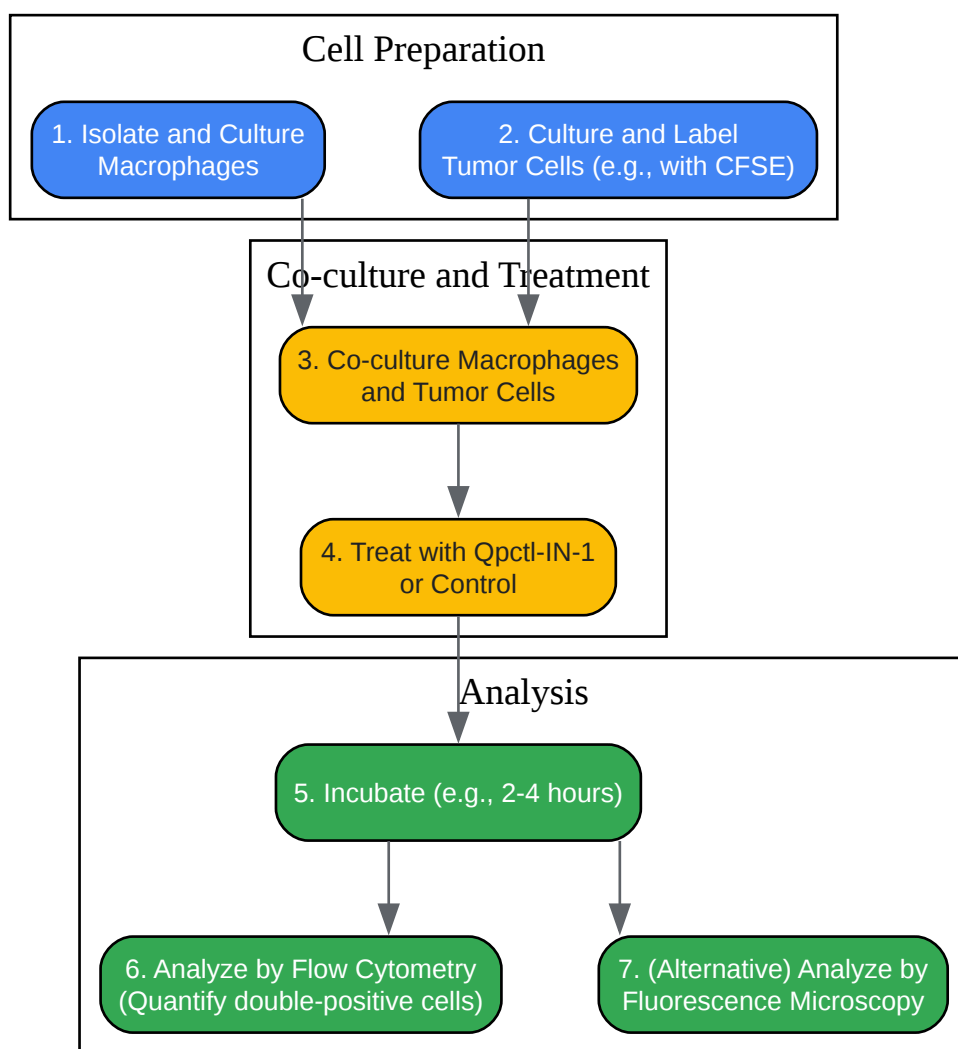 Cell Preparation
1. Isolate and Culture
Macrophages
2. Culture and Label
Tumor Cells (e.g., with CFSE)
Co-culture and Treatment
3. Co-culture Macrophages
and Tumor Cells
4. Treat with Qpctl-IN-1
or Control
Analysis
5. Incubate (e.g., 2-4 hours)
6. Analyze by Flow Cytometry
(Quantify double-positive cells)
7. (Alternative) Analyze by
Fluorescence Microscopy